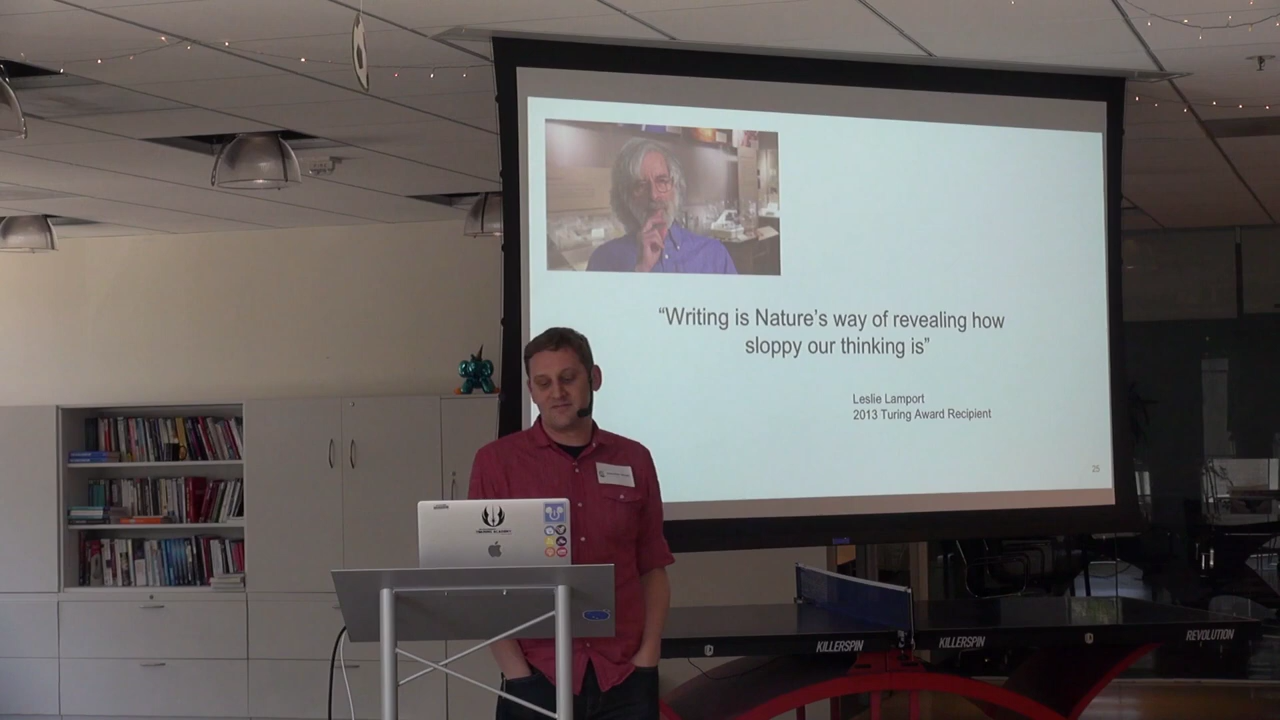 “Writing is Nature’s way of revealing how
sloppy our thinking is”
Leslie Lamport
2013 Turing Award Recipient
25
KILLERSPIN
KILLERSPIN
REVOLUTION